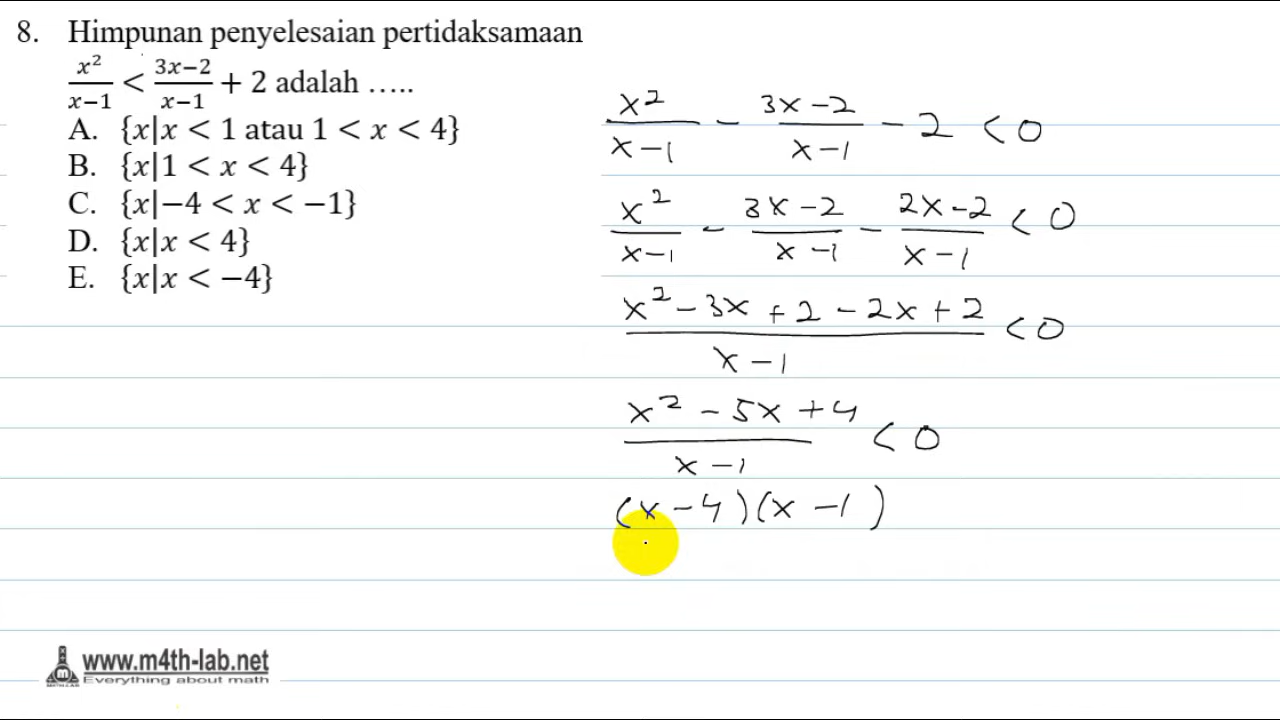 8. Himpunan penyelesaian pertidaksamaan
x²/(x−1) < (3x−2)/(x−1) + 2 adalah …..
A. {x|x < 1 atau 1 < x < 4}
B. {x|1 < x < 4}
C. {x|−4 < x < −1}
D. {x|x < 4}
E. {x|x < −4}
x²/(x−1) − (3x−2)/(x−1) − 2 < 0
x²/(x−1) − (3x−2)/(x−1) − (2x−2)/(x−1) < 0
(x² − 3x + 2 − 2x + 2)/(x−1) < 0
(x² − 5x + 4)/(x−1) < 0
(x − 4)(x − 1)
www.m4th-lab.net
Everything about math
MATH LAB